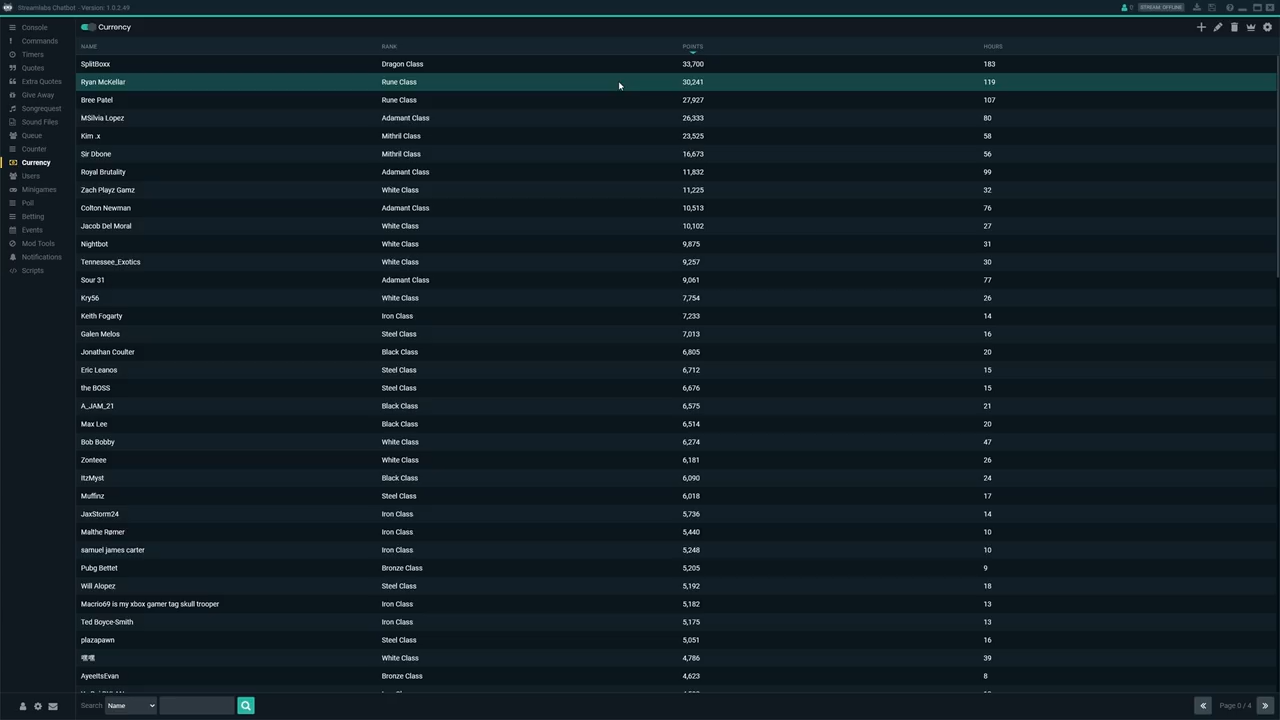 Streamlabs Chatbot - Version: 1.0.2.49 0 STREAM: OFFLINE
Console
Commands
Timers
Quotes
Extra Quotes
Give Away
Songrequest
Sound Files
Queue
Counter
Currency
Users
Minigames
Poll
Betting
Events
Mod Tools
Notifications
Scripts
Currency
NAME RANK POINTS HOURS
SplitBoxx Dragon Class 33,700 183
Ryan McKellar Rune Class 30,241 119
Bree Patel Rune Class 27,927 107
MSilvia Lopez Adamant Class 26,333 80
Kim .x Mithril Class 23,525 58
Sir Dbone Mithril Class 16,673 56
Royal Brutality Adamant Class 11,832 99
Zach Playz Gamz White Class 11,225 32
Colton Newman Adamant Class 10,513 76
Jacob Del Moral White Class 10,102 27
Nightbot White Class 9,875 31
Tennessee_Exotics White Class 9,257 30
Sour 31 Adamant Class 9,061 77
Kry56 White Class 7,754 26
Keith Fogarty Iron Class 7,233 14
Galen Melos Steel Class 7,013 16
Jonathan Coulter Black Class 6,805 20
Eric Leanos Steel Class 6,712 15
the BOSS Steel Class 6,676 15
A_JAM_21 Black Class 6,575 21
Max Lee Black Class 6,514 20
Bob Bobby White Class 6,274 47
Zonteee White Class 6,181 26
ItzMyst Black Class 6,090 24
Muffinz Steel Class 6,018 17
JaxStorm24 Iron Class 5,736 14
Malthe Rømer Iron Class 5,440 10
samuel james carter Iron Class 5,248 10
Pubg Bettet Bronze Class 5,205 9
Will Alopez Steel Class 5,192 18
Macrio69 is my xbox gamer tag skull trooper Iron Class 5,182 13
Ted Boyce-Smith Iron Class 5,175 13
plazapawn Steel Class 5,051 16
嘿嘿 White Class 4,786 39
AyeeItsEvan Bronze Class 4,623 8
Search Name Page 0 / 4